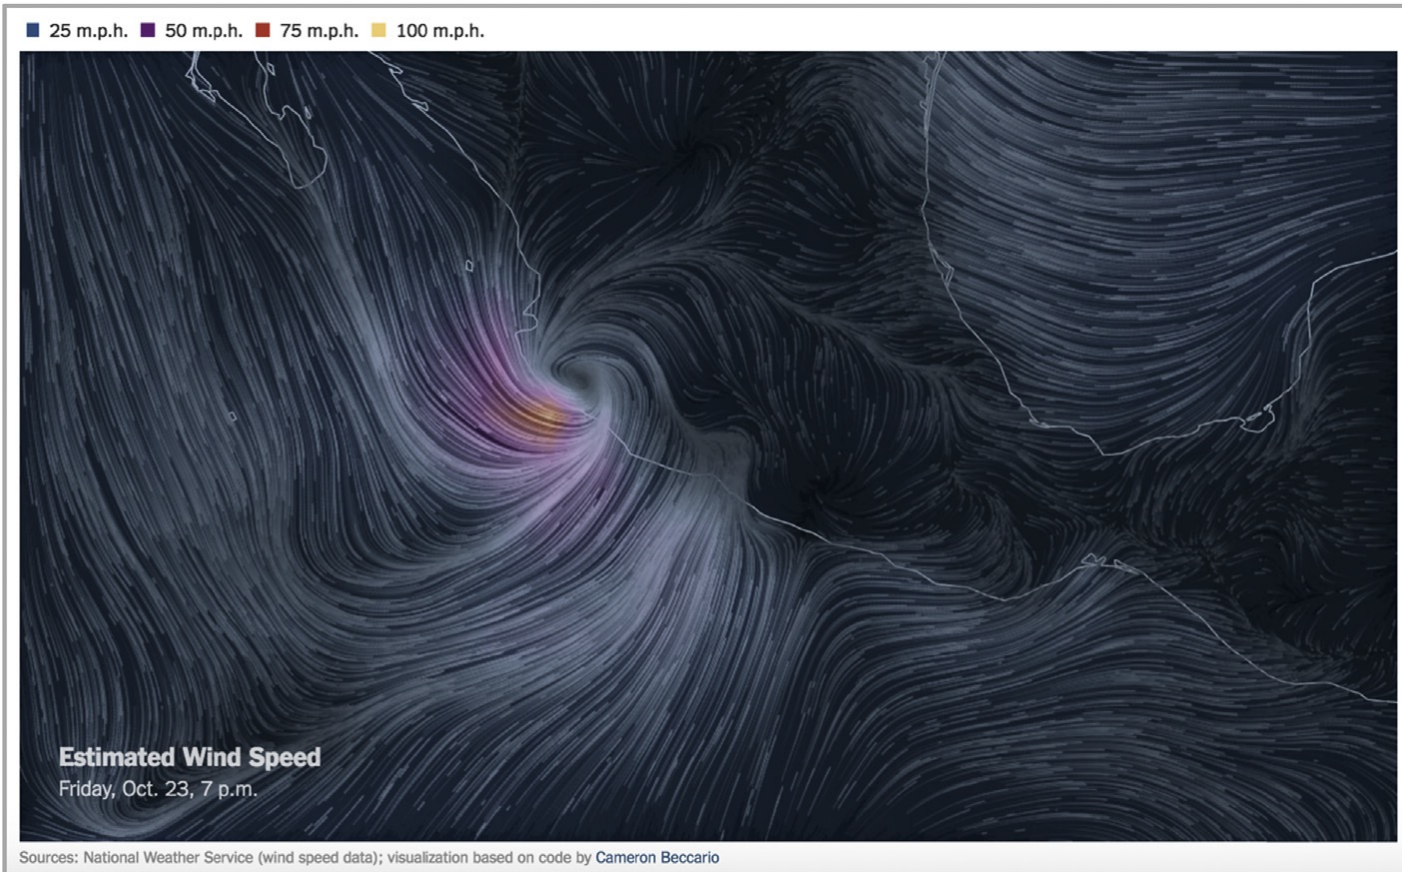 25 m.p.h. 50 m.p.h. 75 m.p.h. 100 m.p.h.
Estimated Wind Speed
Friday, Oct. 23, 7 p.m.
Sources: National Weather Service (wind speed data); visualization based on code by Cameron Beccario